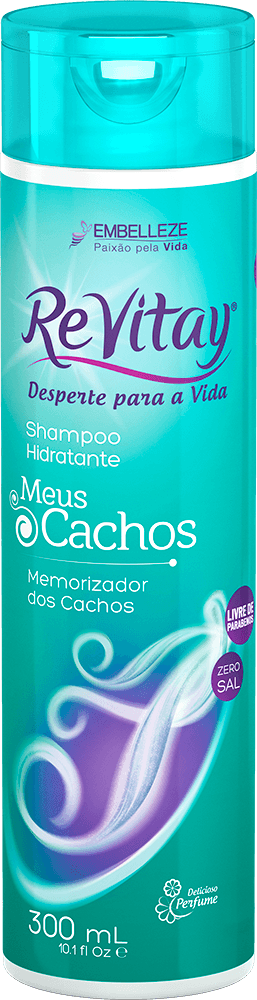 EMBELLEZE
Paixão pela Vida
ReVitay®
Desperte para a Vida
Shampoo
Hidratante
Meus
Cachos
Memorizador
dos Cachos
LIVRE DE
PARABENOS
ZERO
SAL
Delicioso
Perfume
300 mL
10.1 fl Oz ℮